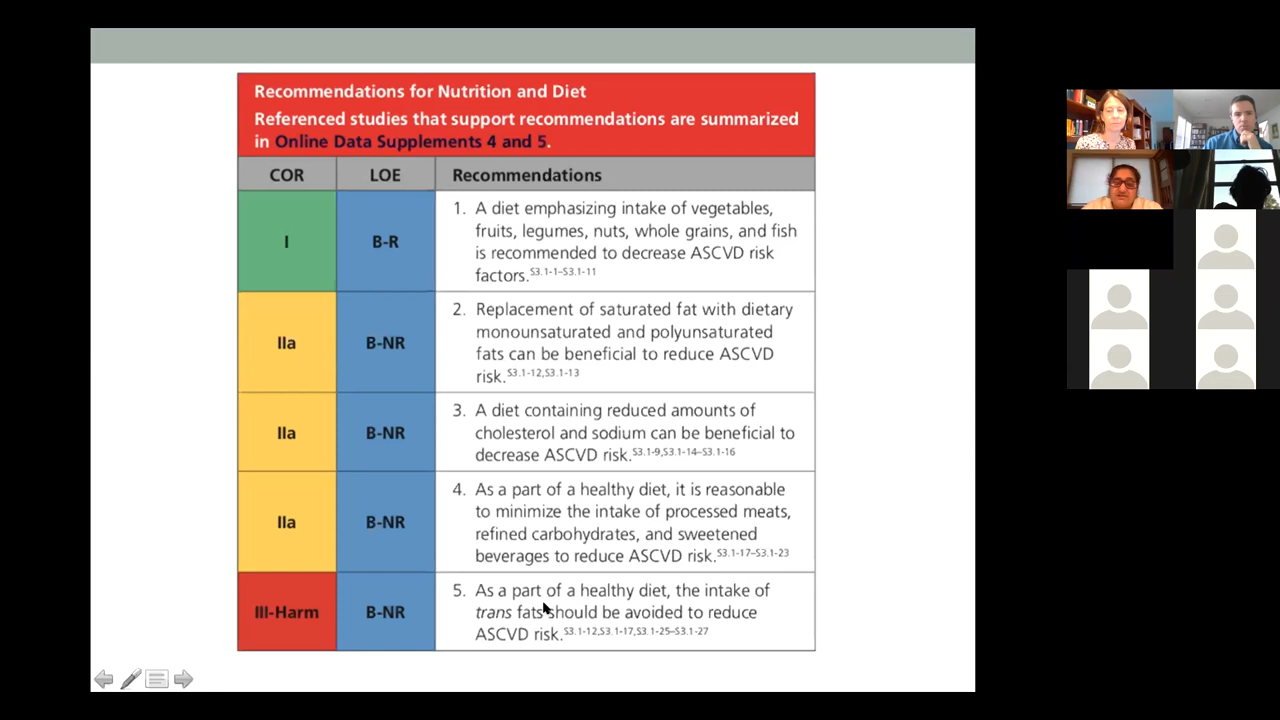 Recommendations for Nutrition and Diet
Referenced studies that support recommendations are summarized
in Online Data Supplements 4 and 5.
COR LOE Recommendations
I B-R 1. A diet emphasizing intake of vegetables,
fruits, legumes, nuts, whole grains, and fish
is recommended to decrease ASCVD risk
factors.S3.1-1–S3.1-11
IIa B-NR 2. Replacement of saturated fat with dietary
monounsaturated and polyunsaturated
fats can be beneficial to reduce ASCVD
risk.S3.1-12,S3.1-13
IIa B-NR 3. A diet containing reduced amounts of
cholesterol and sodium can be beneficial to
decrease ASCVD risk.S3.1-9,S3.1-14–S3.1-16
IIa B-NR 4. As a part of a healthy diet, it is reasonable
to minimize the intake of processed meats,
refined carbohydrates, and sweetened
beverages to reduce ASCVD risk.S3.1-17–S3.1-23
III-Harm B-NR 5. As a part of a healthy diet, the intake of
trans fats should be avoided to reduce
ASCVD risk.S3.1-12,S3.1-17,S3.1-25–S3.1-27